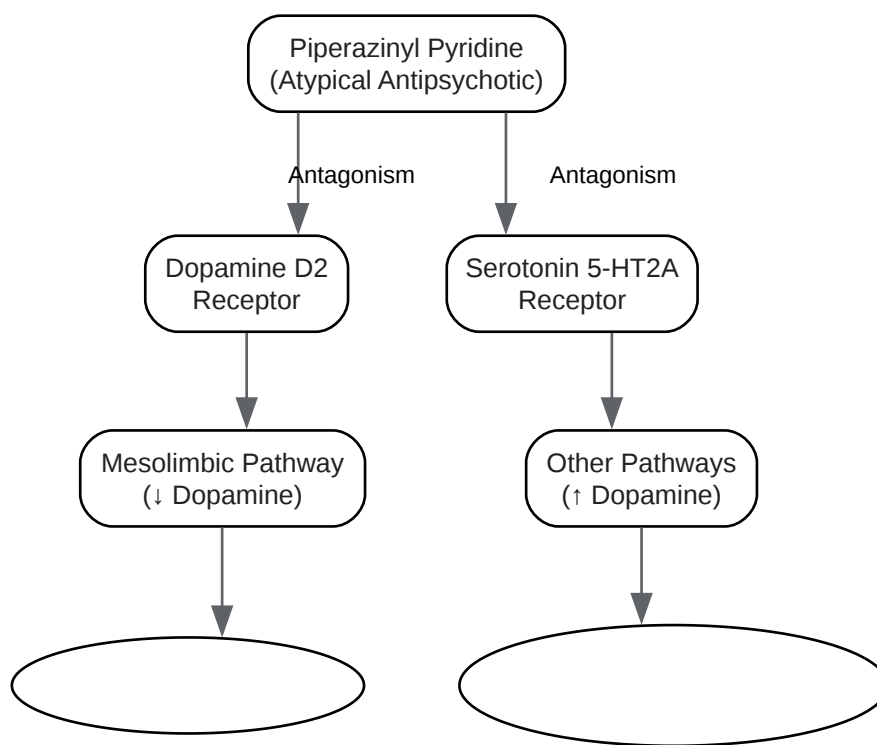 Piperazinyl Pyridine
(Atypical Antipsychotic)
Antagonism
Antagonism
Dopamine D2
Receptor
Serotonin 5-HT2A
Receptor
Mesolimbic Pathway
(↓ Dopamine)
Other Pathways
(↑ Dopamine)